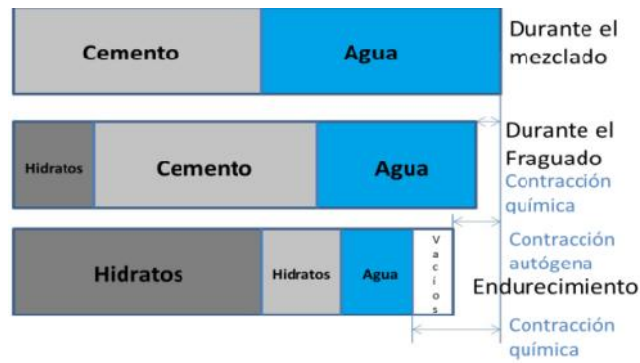 Cemento
Agua
Durante el
mezclado
Hidratos
Cemento
Agua
Durante el
Fraguado
Contracción
química
Hidratos
Hidratos
Agua
Vacíos
Contracción
autógena
Endurecimiento
Contracción
química